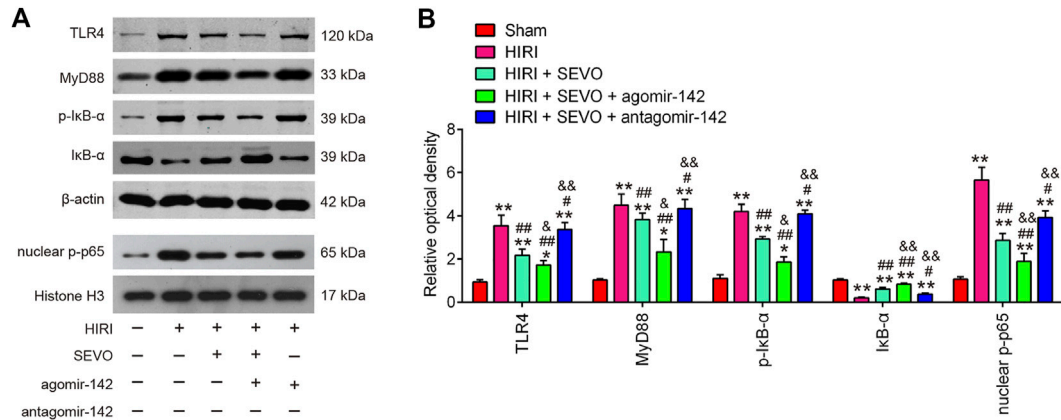 A
TLR4
120 kDa
MyD88
33 kDa
p-IκB-α
39 kDa
IκB-α
39 kDa
β-actin
42 kDa
nuclear p-p65
65 kDa
Histone H3
17 kDa
− + + + + HIRI
− − + + − SEVO
− − − + + agomir-142
− − − − − antagomir-142
B
Sham
HIRI
HIRI + SEVO
HIRI + SEVO + agomir-142
HIRI + SEVO + antagomir-142
Relative optical density
8
6
4
2
0
**
##
**
&
##
*
&&
#
**
**
##
**
&
##
*
&&
#
**
**
##
**
&
##
*
&&
#
**
**
##
**
&&
##
**
&&
#
**
**
##
**
&&
##
**
&&
#
**
TLR4
MyD88
p-IκB-α
IκB-α
nuclear p-p65